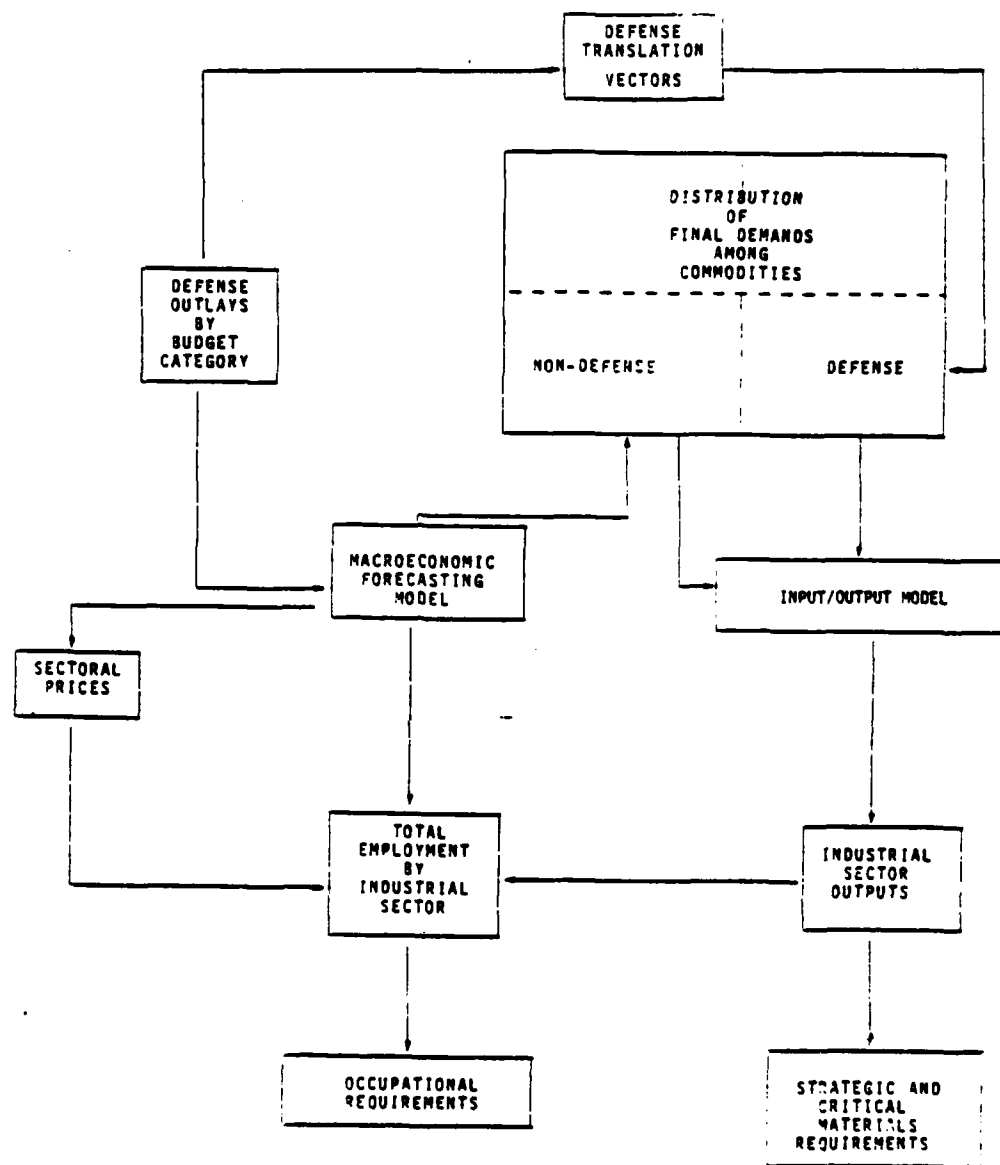 DEFENSE
TRANSLATION
VECTORS
DISTRIBUTION
OF
FINAL DEMANDS
AMONG
COMMODITIES
NON-DEFENSE
DEFENSE
DEFENSE
OUTLAYS
BY
BUDGET
CATEGORY
MACROECONOMIC
FORECASTING
MODEL
INPUT/OUTPUT MODEL
SECTORAL
PRICES
TOTAL
EMPLOYMENT
BY
INDUSTRIAL
SECTOR
INDUSTRIAL
SECTOR
OUTPUTS
OCCUPATIONAL
REQUIREMENTS
STRATEGIC AND
CRITICAL
MATERIALS
REQUIREMENTS